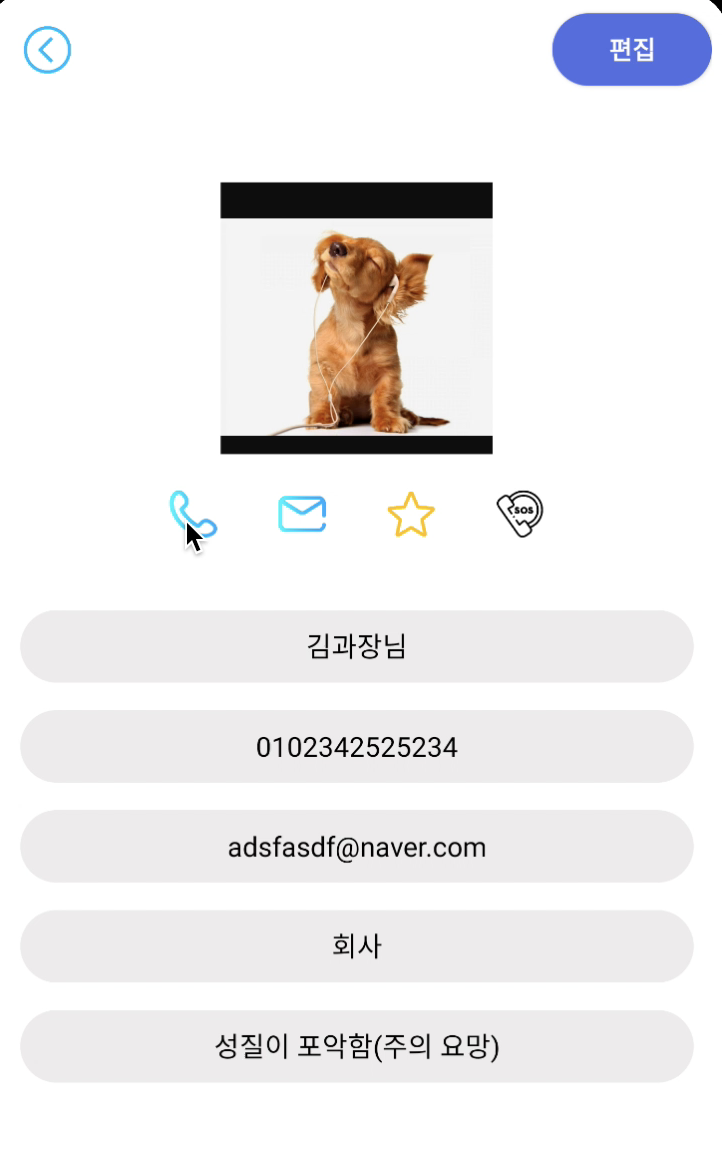 편집
SOS
김과장님
0102342525234
adsfasdf@naver.com
회사
성질이 포악함(주의 요망)